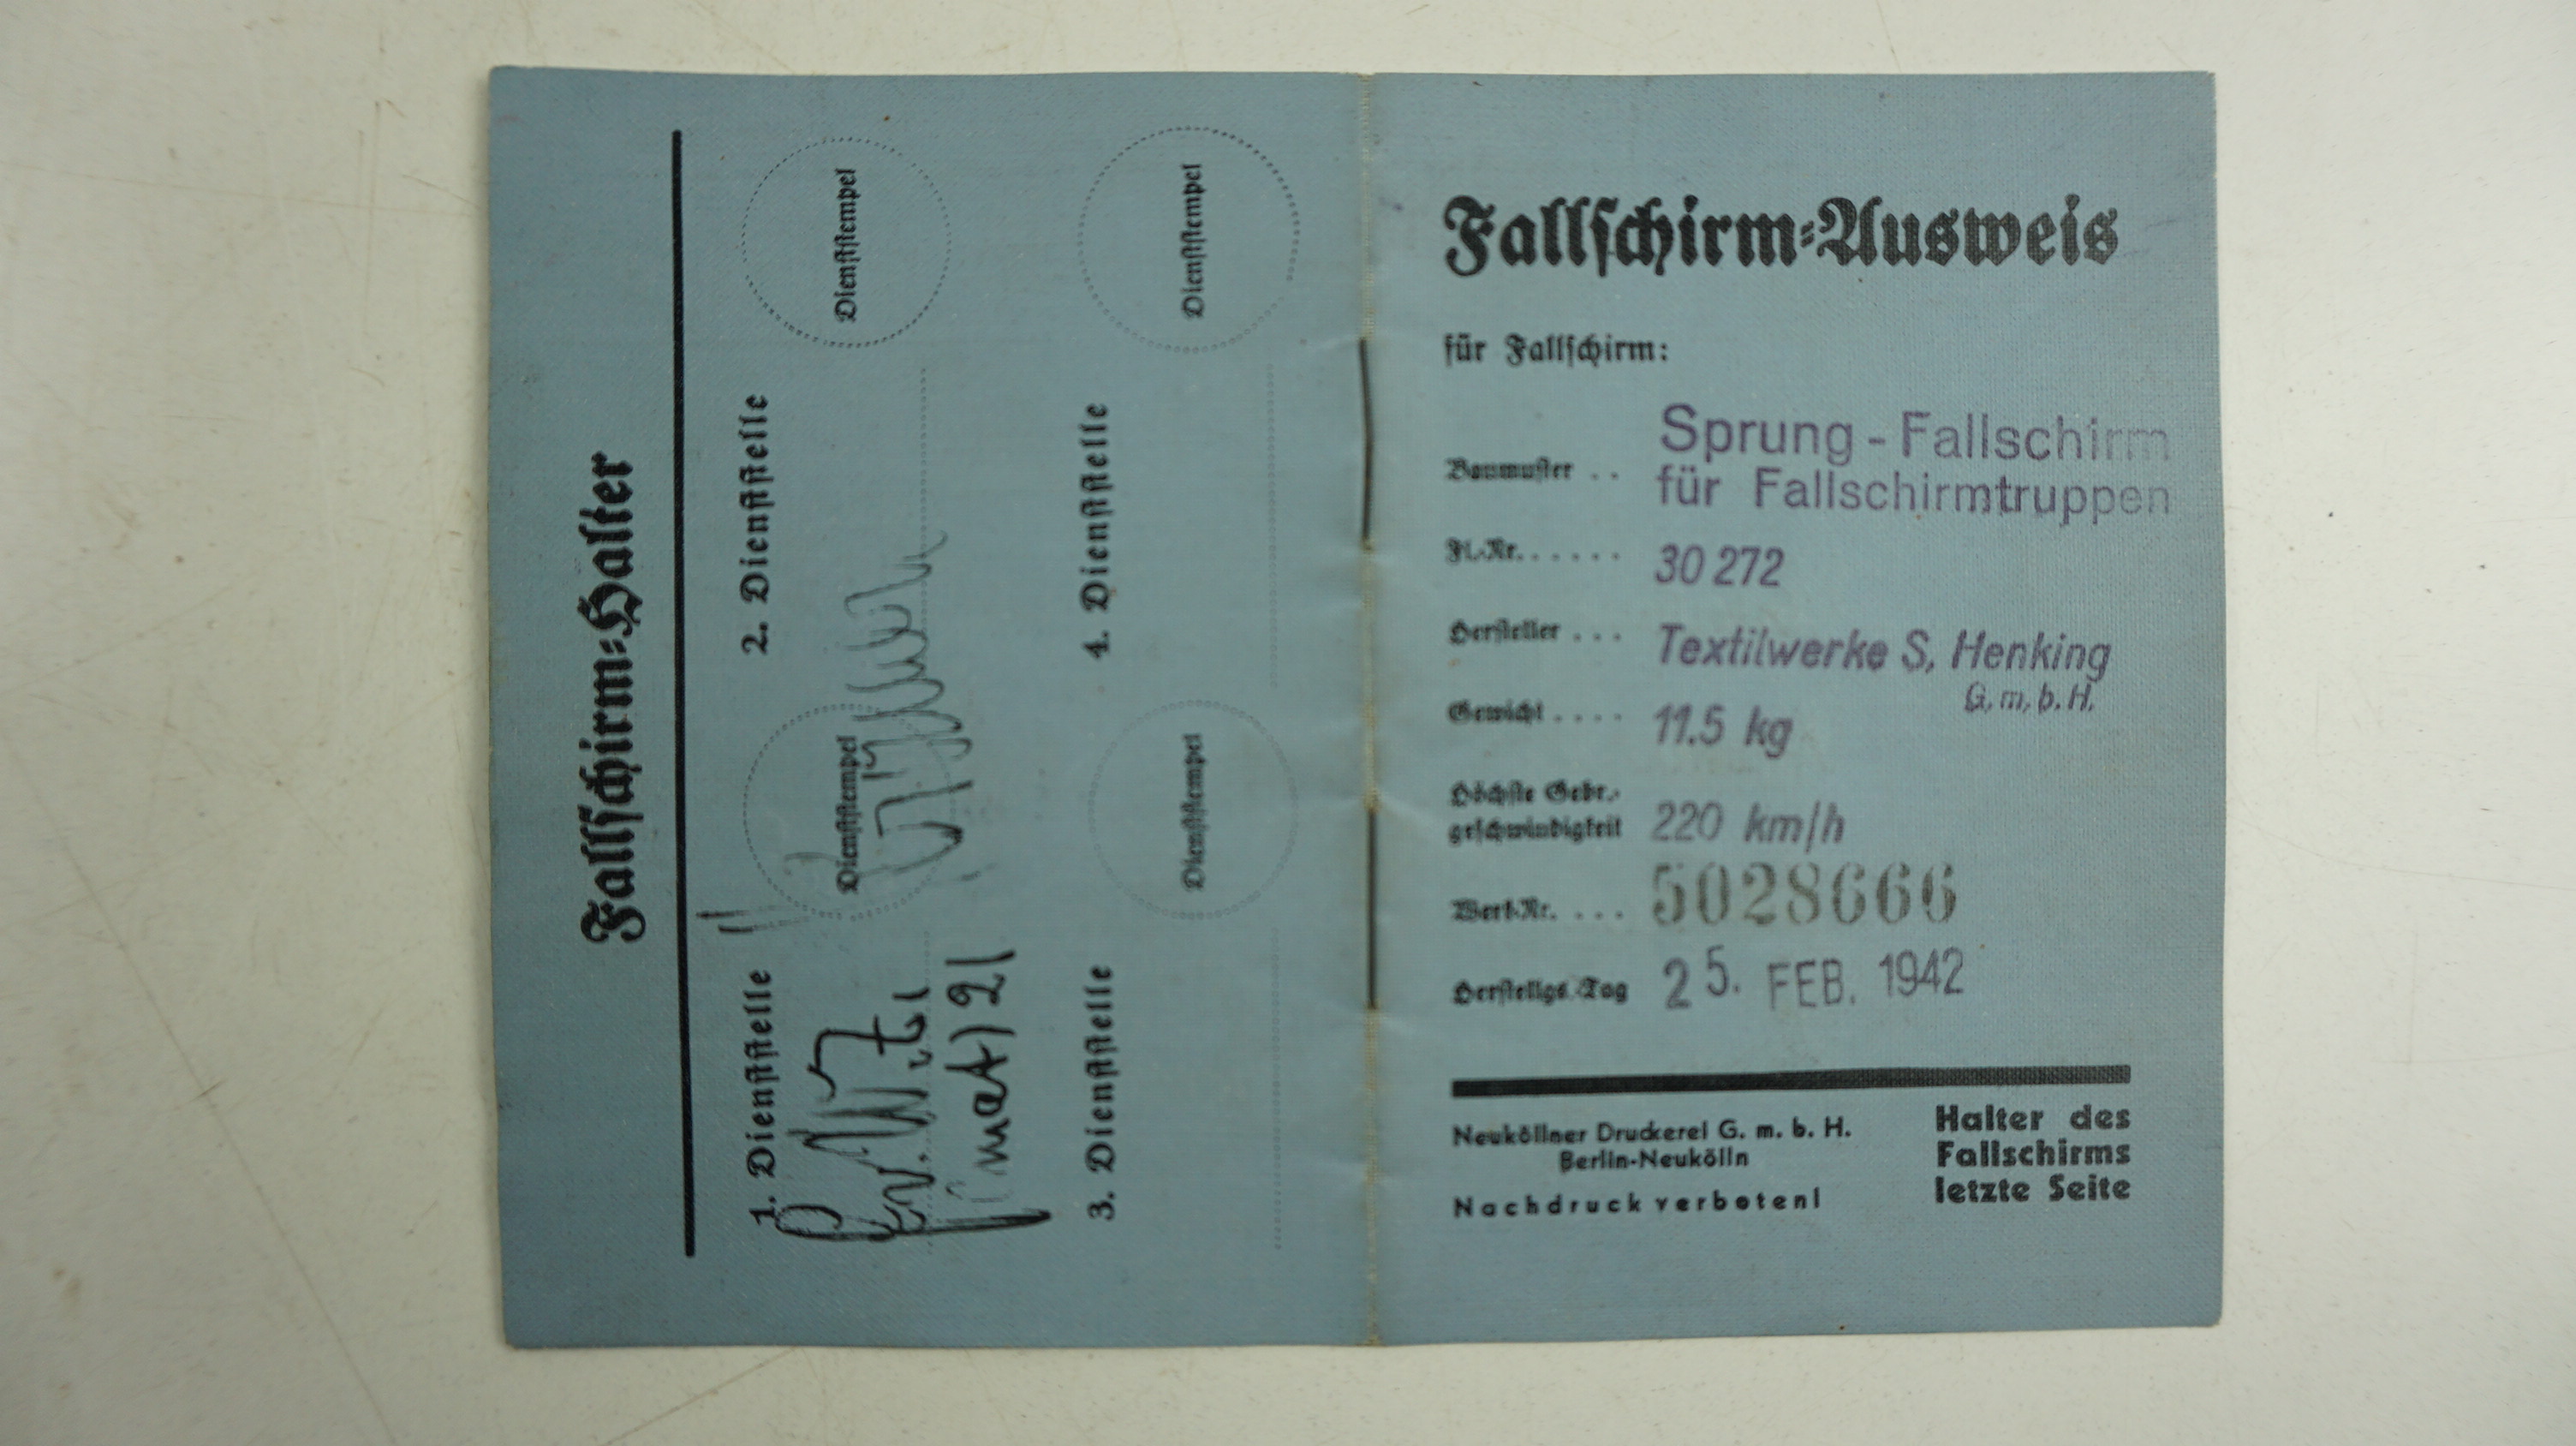 Fallschirm-Halter
1. Dienststelle
Dienststempel
2. Dienststelle
Dienststempel
3. Dienststelle
Dienststempel
4. Dienststelle
Dienststempel
Fallschirm-Ausweis
für Fallschirm:
Baumuster .. Sprung-Fallschirm
für Fallschirmtruppen
Fl.-Nr. ..... 30272
Hersteller ... Textilwerke S. Henking
G.m.b.H.
Gewicht .... 11.5 kg
Höchste Gebr.-
geschwindigkeit 220 km/h
Werk-Nr. ... 5028666
Herstellgs.-Tag 25. FEB. 1942
Neuköllner Druckerei G. m. b. H.
Berlin-Neukölln
Nachdruck verboten!
Halter des
Fallschirms
letzte Seite